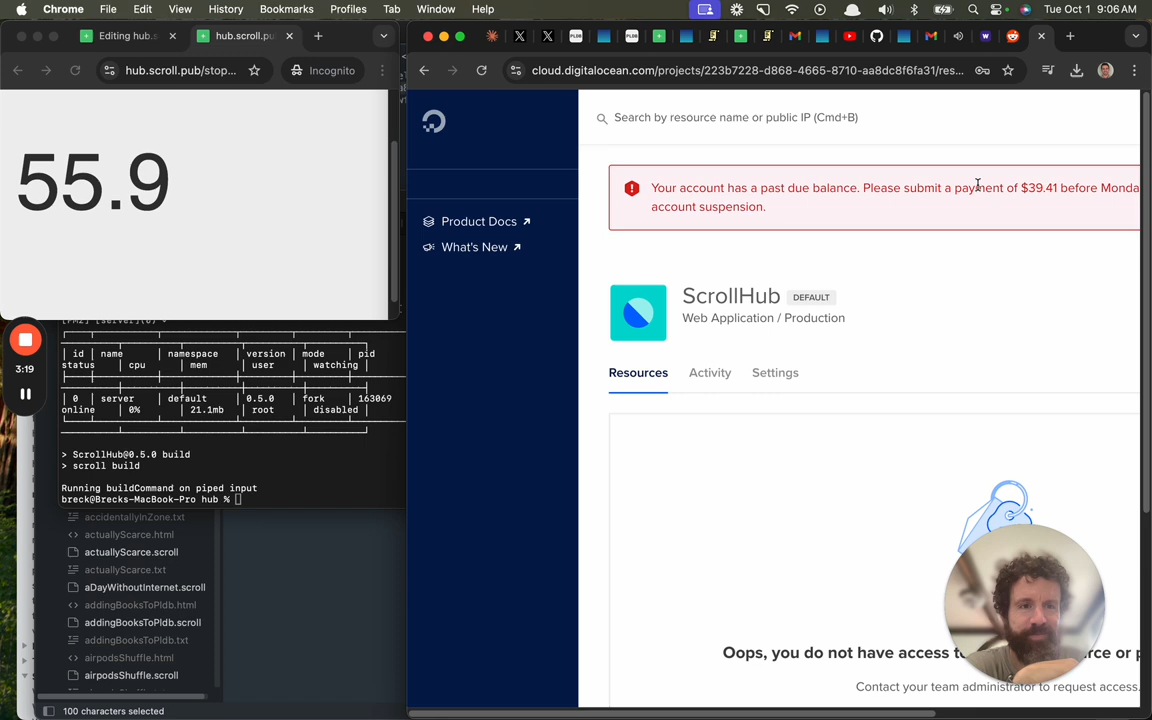 Chrome File Edit View History Bookmarks Profiles Tab Window Help Tue Oct 1 9:06 AM
Editing hub.s
hub.scroll.pu
hub.scroll.pub/stop...
Incognito
cloud.digitalocean.com/projects/223b7228-d868-4665-8710-aa8dc8f6fa31/res...
55.9
Search by resource name or public IP (Cmd+B)
Your account has a past due balance. Please submit a payment of $39.41 before Monda
account suspension.
Product Docs
What's New
ScrollHub DEFAULT
Web Application / Production
Resources Activity Settings
3:19
| id | name | namespace | version | mode | pid
status | cpu | mem | user | watching |
| 0 | server | default | 0.5.0 | fork | 163069
online | 0% | 21.1mb | root | disabled |
> ScrollHub@0.5.0 build
> scroll build
Running buildCommand on piped input
breck@Brecks-MacBook-Pro hub %
accidentallyInZone.txt
actuallyScarce.html
actuallyScarce.scroll
actuallyScarce.txt
aDayWithoutInternet.scroll
addingBooksToPldb.html
addingBooksToPldb.scroll
addingBooksToPldb.txt
airpodsShuffle.html
airpodsShuffle.scroll
100 characters selected
Oops, you do not have access t
rce or p
Contact your team administrator to request access.